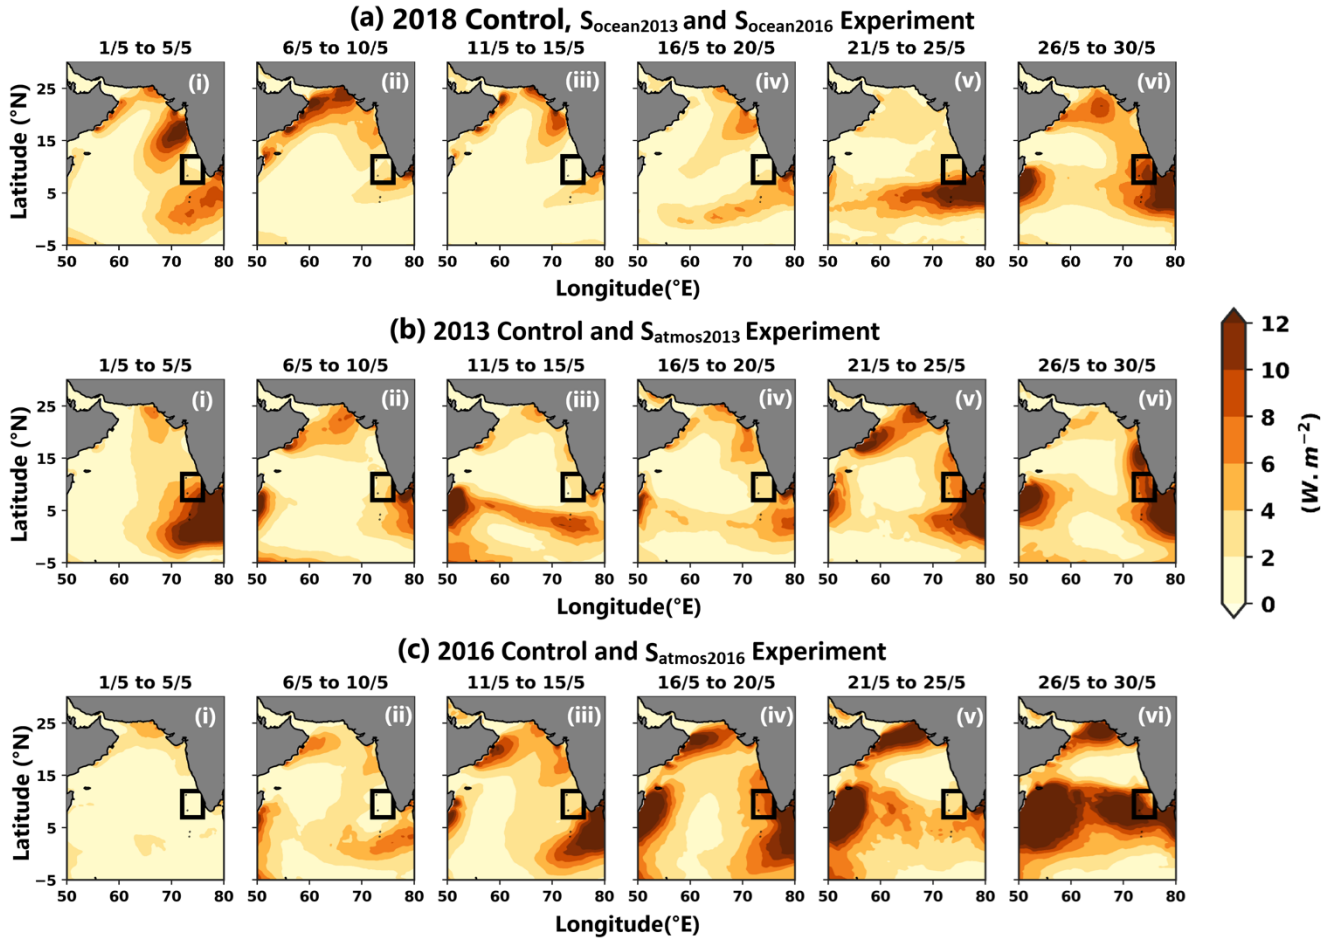 (a) 2018 Control, Socean2013 and Socean2016 Experiment
1/5 to 5/5 6/5 to 10/5 11/5 to 15/5 16/5 to 20/5 21/5 to 25/5 26/5 to 30/5
(i) (ii) (iii) (iv) (v) (vi)
Latitude (°N)
25
15
5
−5
50 60 70 80 50 60 70 80 50 60 70 80 50 60 70 80 50 60 70 80 50 60 70 80
Longitude(°E)
(b) 2013 Control and Satmos2013 Experiment
1/5 to 5/5 6/5 to 10/5 11/5 to 15/5 16/5 to 20/5 21/5 to 25/5 26/5 to 30/5
(i) (ii) (iii) (iv) (v) (vi)
Latitude (°N)
25
15
5
−5
50 60 70 80 50 60 70 80 50 60 70 80 50 60 70 80 50 60 70 80 50 60 70 80
Longitude(°E)
(c) 2016 Control and Satmos2016 Experiment
1/5 to 5/5 6/5 to 10/5 11/5 to 15/5 16/5 to 20/5 21/5 to 25/5 26/5 to 30/5
(i) (ii) (iii) (iv) (v) (vi)
Latitude (°N)
25
15
5
−5
50 60 70 80 50 60 70 80 50 60 70 80 50 60 70 80 50 60 70 80 50 60 70 80
Longitude(°E)
12
10
8
6
4
2
0
(W. m−2)